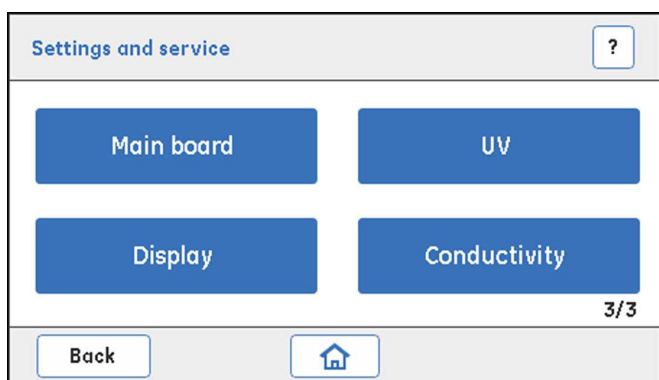 Settings and service
?
Main board
UV
Display
Conductivity
3/3
Back